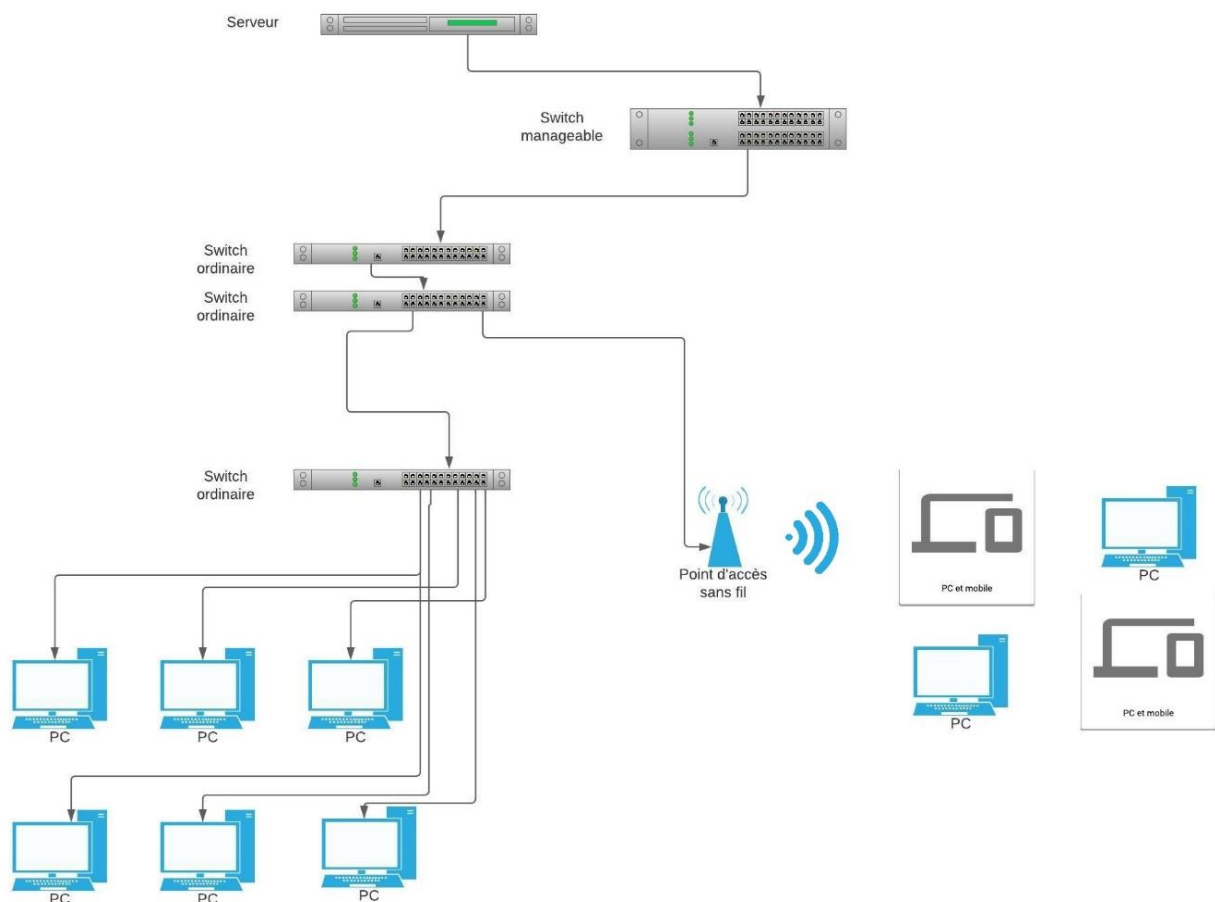 Serveur
Switch
manageable
Switch
ordinaire
Switch
ordinaire
Switch
ordinaire
Point d'accès
sans fil
PC et mobile
PC
PC
PC et mobile
PC
PC
PC
PC
PC
PC